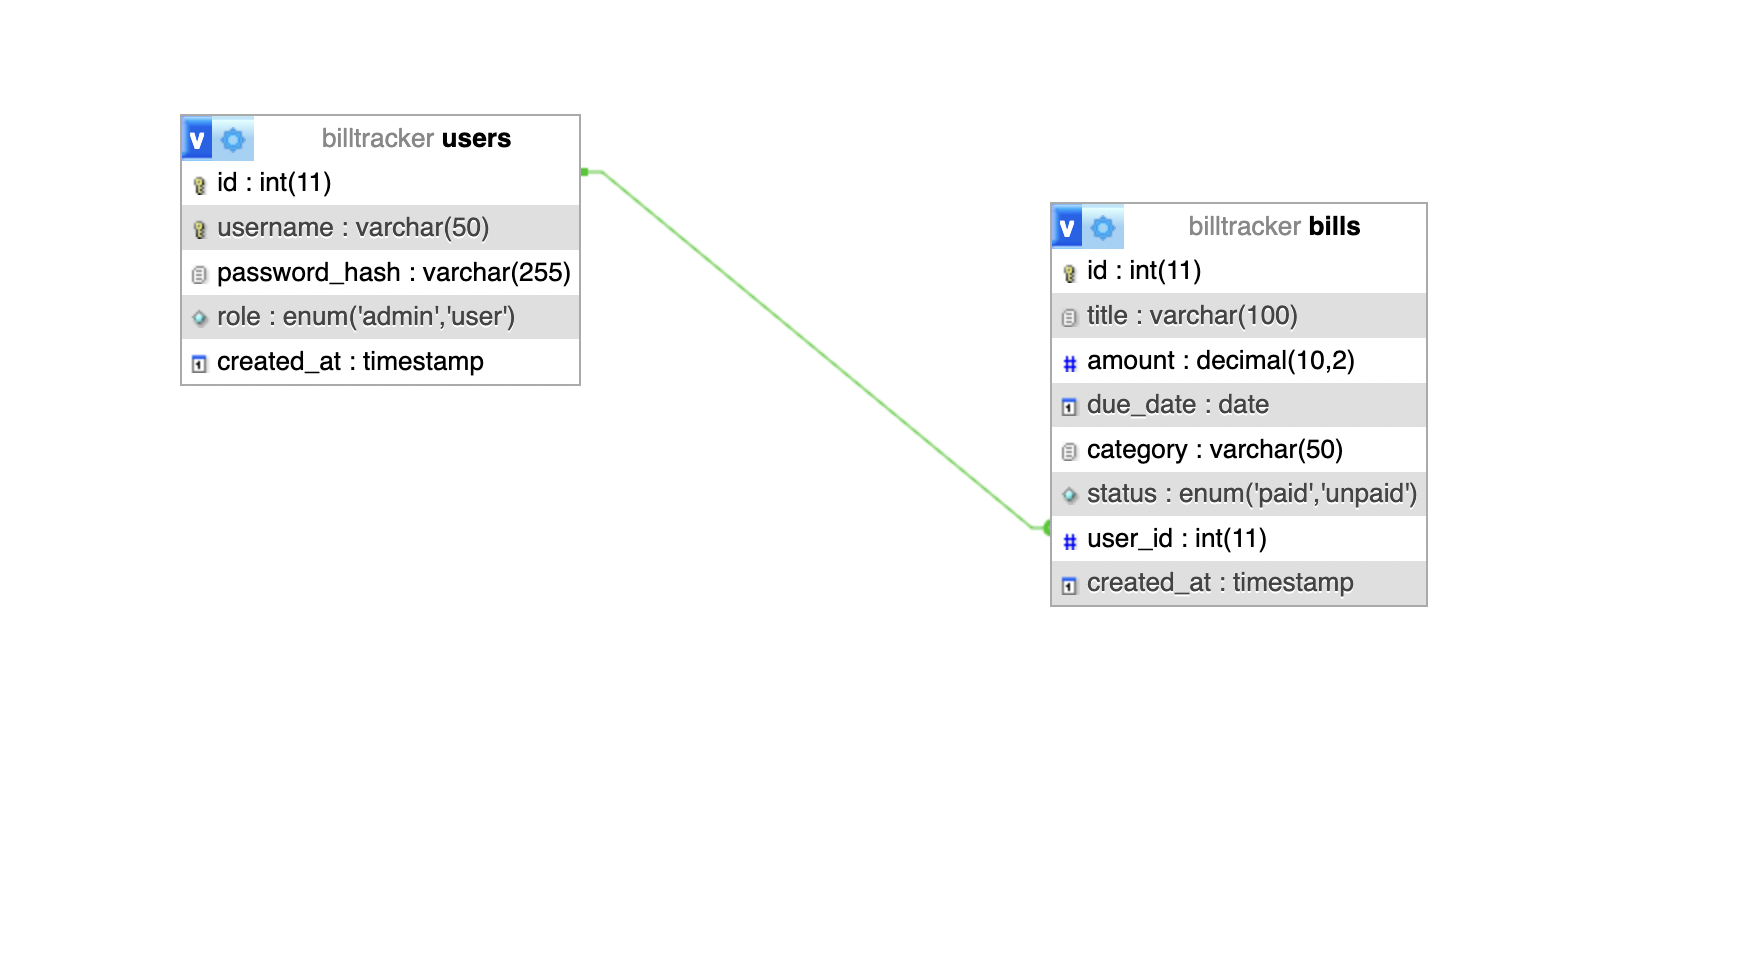 v billtracker users
id : int(11)
username : varchar(50)
password_hash : varchar(255)
role : enum('admin','user')
created_at : timestamp
v billtracker bills
id : int(11)
title : varchar(100)
# amount : decimal(10,2)
due_date : date
category : varchar(50)
status : enum('paid','unpaid')
# user_id : int(11)
created_at : timestamp